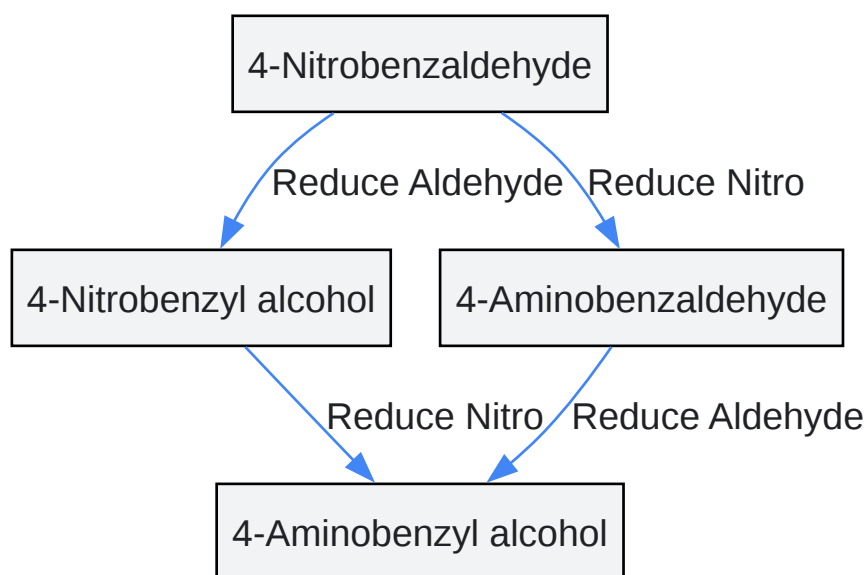 4-Nitrobenzaldehyde
Reduce Aldehyde
Reduce Nitro
4-Nitrobenzyl alcohol
4-Aminobenzaldehyde
Reduce Nitro
Reduce Aldehyde
4-Aminobenzyl alcohol